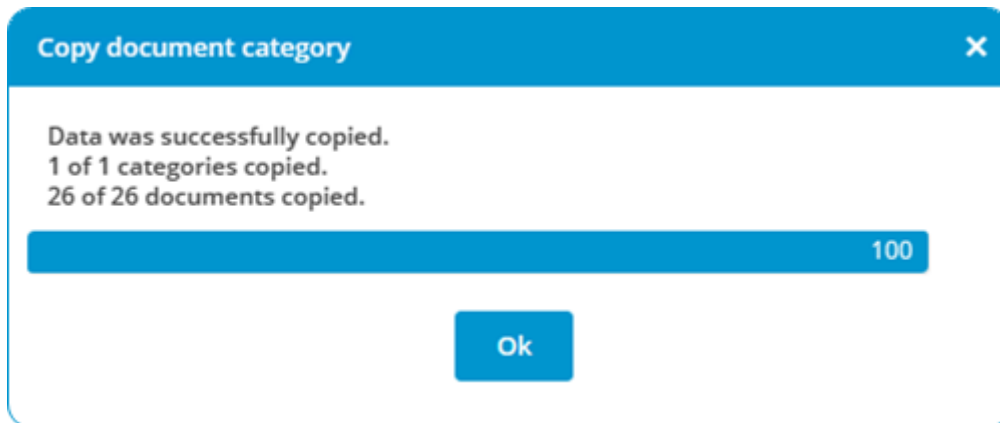 Copy document category
Data was successfully copied.
1 of 1 categories copied.
26 of 26 documents copied.
100
Ok